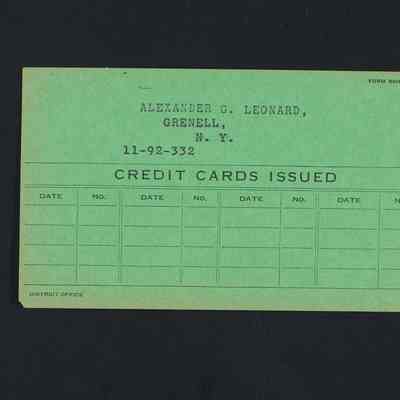 FORM
ALEXANDER G. LEONARD,
GRENELL,
N. Y.
11-92-332
CREDIT CARDS ISSUED
DATE NO. DATE NO. DATE NO. DATE N
DISTRICT OFFICE